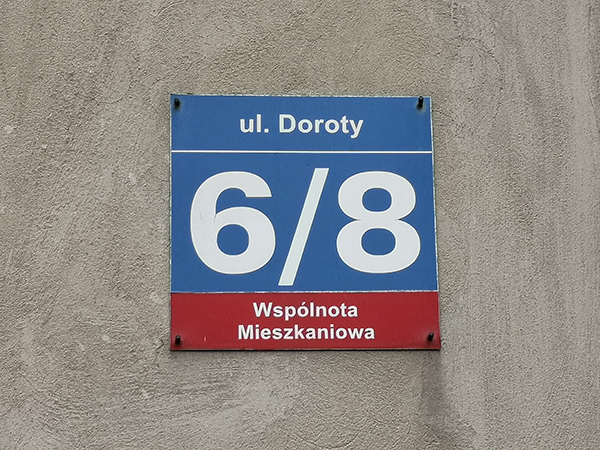 ul. Doroty
6/8
Wspólnota
Mieszkaniowa